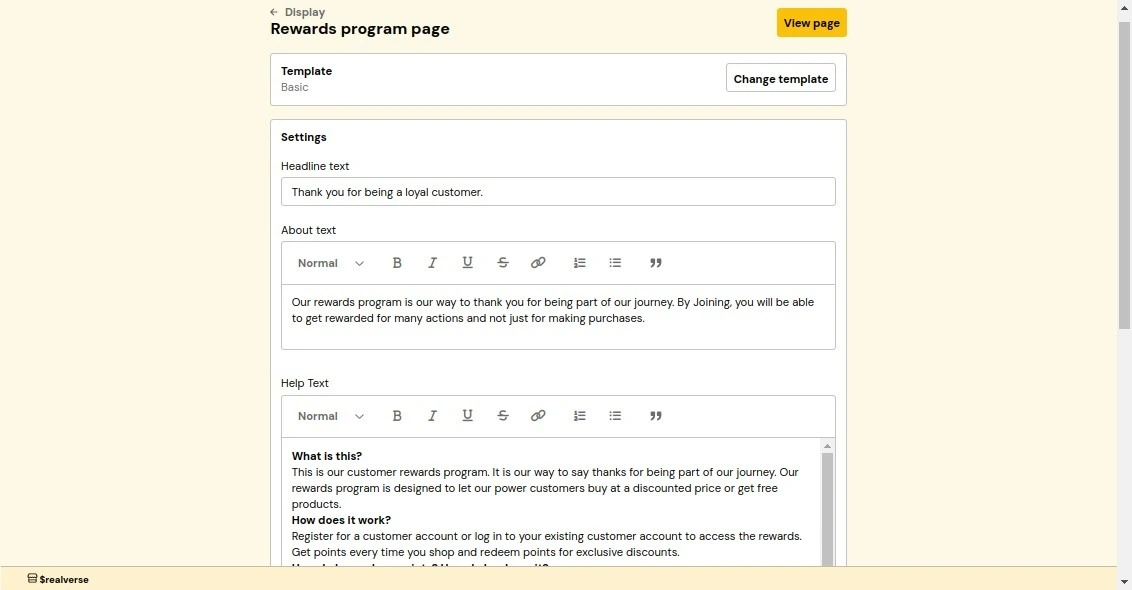 ← Display
Rewards program page
View page
Template
Basic
Change template
Settings
Headline text
Thank you for being a loyal customer.
About text
Normal B I U S
Our rewards program is our way to thank you for being part of our journey. By Joining, you will be able
to get rewarded for many actions and not just for making purchases.
Help Text
Normal B I U S
What is this?
This is our customer rewards program. It is our way to say thanks for being part of our journey. Our
rewards program is designed to let our power customers buy at a discounted price or get free
products.
How does it work?
Register for a customer account or log in to your existing customer account to access the rewards.
Get points every time you shop and redeem points for exclusive discounts.
$realverse